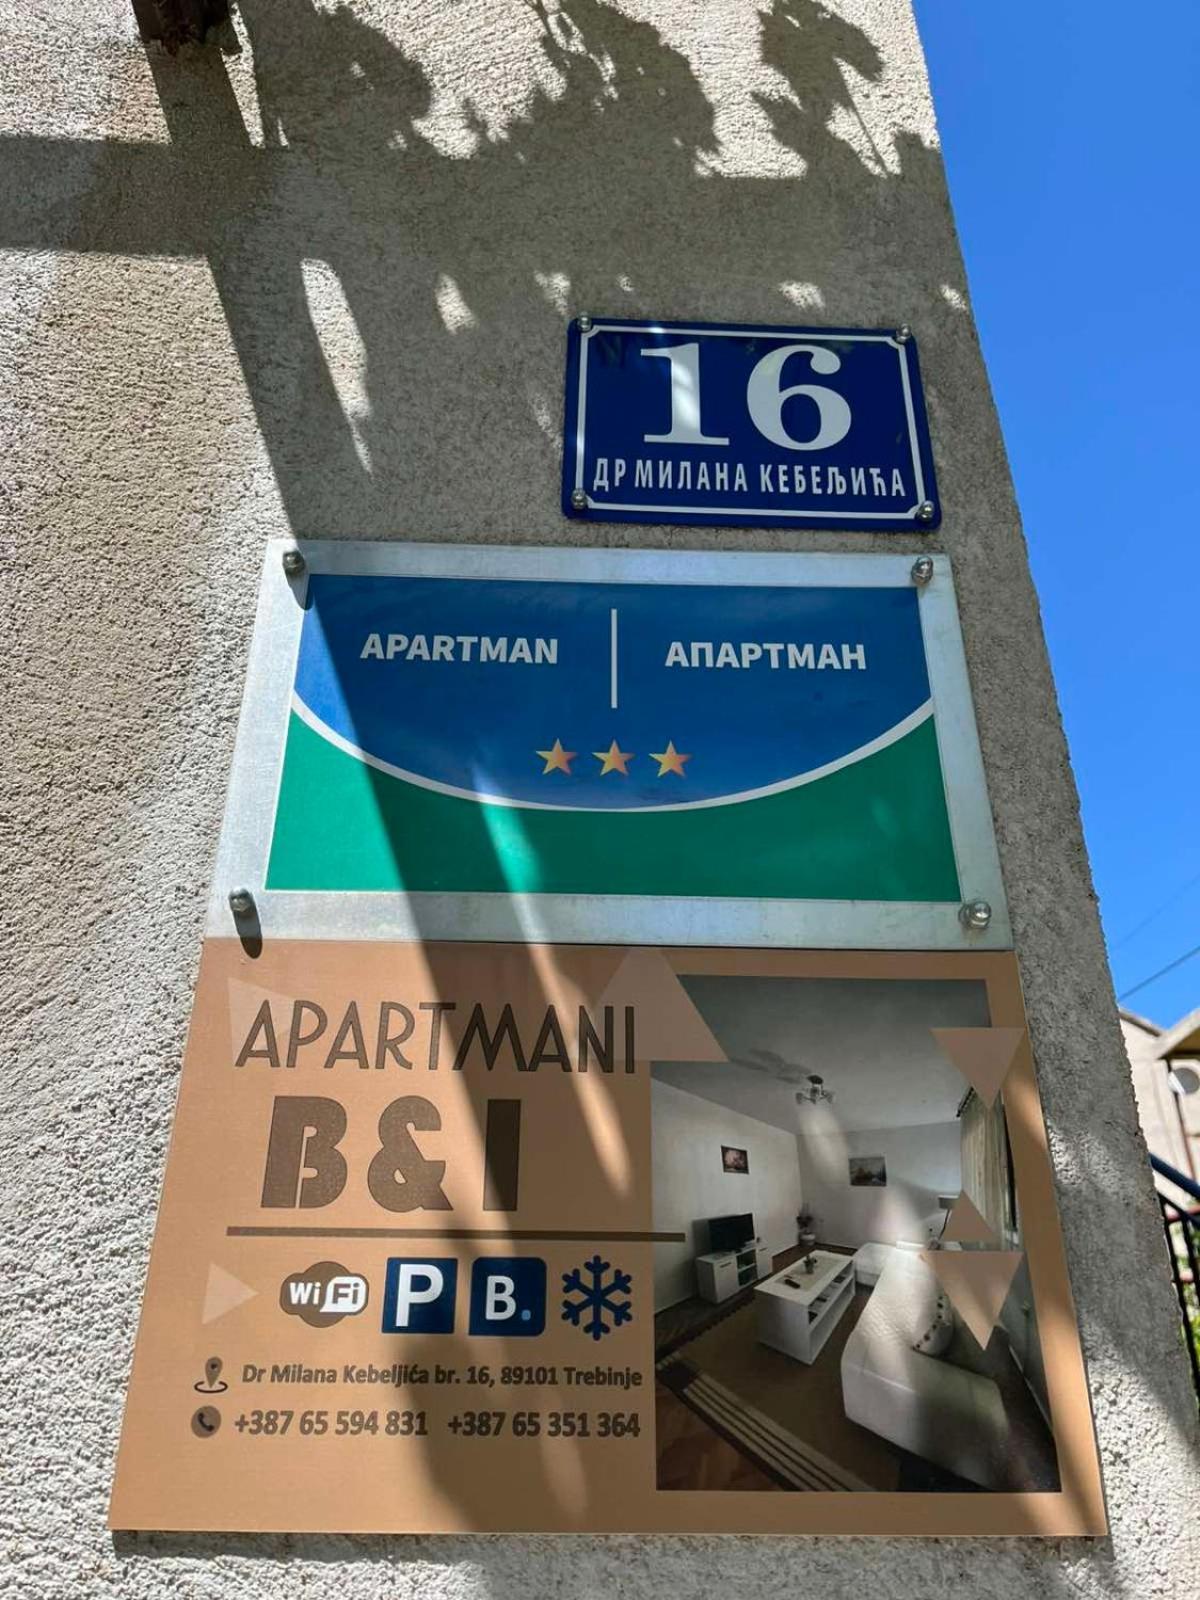 16
ДР МИЛАНА КЕБЕЉИЋА
APARTMAN | АПАРТМАН
APARTMANI
B&I
WiFi P B.
Dr Milana Kebeljića br. 16, 89101 Trebinje
+387 65 594 831 +387 65 351 364